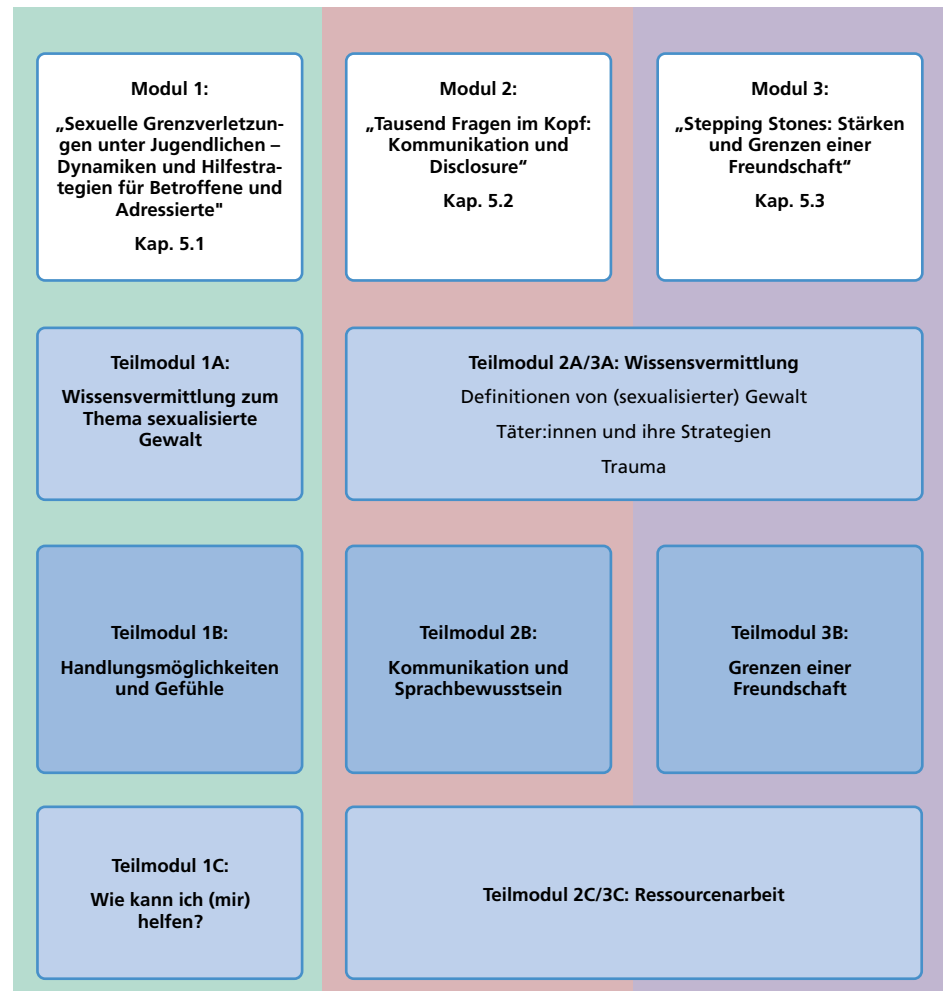 Modul 1:
„Sexuelle Grenzverletzun-
gen unter Jugendlichen –
Dynamiken und Hilfestra-
tegien für Betroffene und
Adressierte"
Kap. 5.1
Modul 2:
„Tausend Fragen im Kopf:
Kommunikation und
Disclosure“
Kap. 5.2
Modul 3:
„Stepping Stones: Stärken
und Grenzen einer
Freundschaft“
Kap. 5.3
Teilmodul 1A:
Wissensvermittlung zum
Thema sexualisierte
Gewalt
Teilmodul 2A/3A: Wissensvermittlung
Definitionen von (sexualisierter) Gewalt
Täter:innen und ihre Strategien
Trauma
Teilmodul 1B:
Handlungsmöglichkeiten
und Gefühle
Teilmodul 2B:
Kommunikation und
Sprachbewusstsein
Teilmodul 3B:
Grenzen einer
Freundschaft
Teilmodul 1C:
Wie kann ich (mir)
helfen?
Teilmodul 2C/3C: Ressourcenarbeit